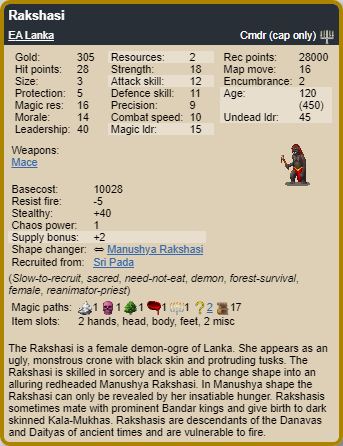 Rakshasi
EA Lanka Cmdr (cap only)
Gold: 305 Resources: 2 Rec points: 28000
Hit points: 28 Strength: 18 Map move: 16
Size: 3 Attack skill: 12 Encumbrance: 2
Protection: 5 Defence skill: 11 Age: 120
Magic res: 16 Precision: 9 (450)
Morale: 14 Combat speed: 10 Undead ldr: 45
Leadership: 40 Magic ldr: 15
Weapons:
Mace
Basecost: 10028
Resist fire: -5
Stealthy: +40
Chaos power: 1
Supply bonus: +2
Shape changer: ⇔ Manushya Rakshasi
Recruited from: Sri Pada
(Slow-to-recruit, sacred, need-not-eat, demon, forest-survival,
female, reanimator-priest)
Magic paths: 1 1 1 1 1 ? 2 17
Item slots: 2 hands, head, body, feet, 2 misc
The Rakshasi is a female demon-ogre of Lanka. She appears as an
ugly, monstrous crone with black skin and protruding tusks. The
Rakshasi is skilled in sorcery and is able to change shape into an
alluring redheaded Manushya Rakshasi. In Manushya shape the
Rakshasi can only be revealed by her insatiable hunger. Rakshasis
sometimes mate with prominent Bandar kings and give birth to dark
skinned Kala-Mukhas. Rakshasis are descendants of the Danavas
and Daityas of ancient times and are vulnerable to fire.